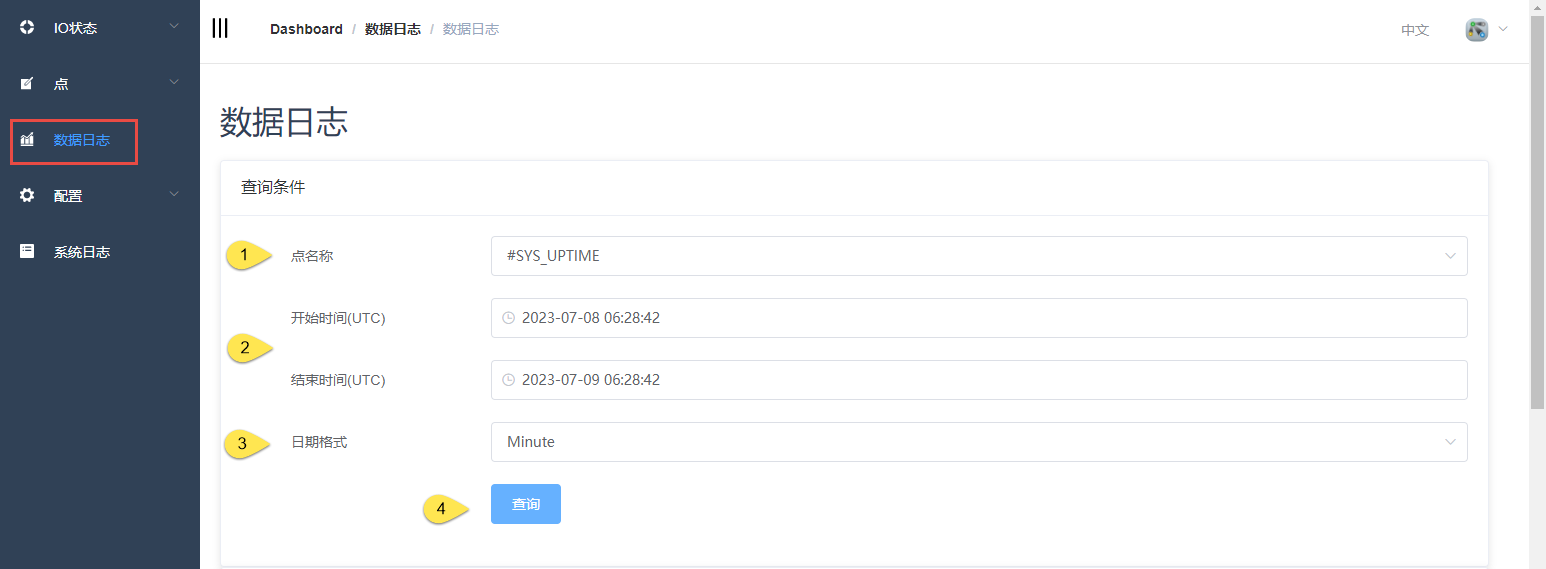 IO状态
点
数据日志
配置
系统日志
Dashboard / 数据日志 / 数据日志
中文
数据日志
查询条件
1 点名称 #SYS_UPTIME
开始时间(UTC) 2023-07-08 06:28:42
2
结束时间(UTC) 2023-07-09 06:28:42
3 日期格式 Minute
4 查询